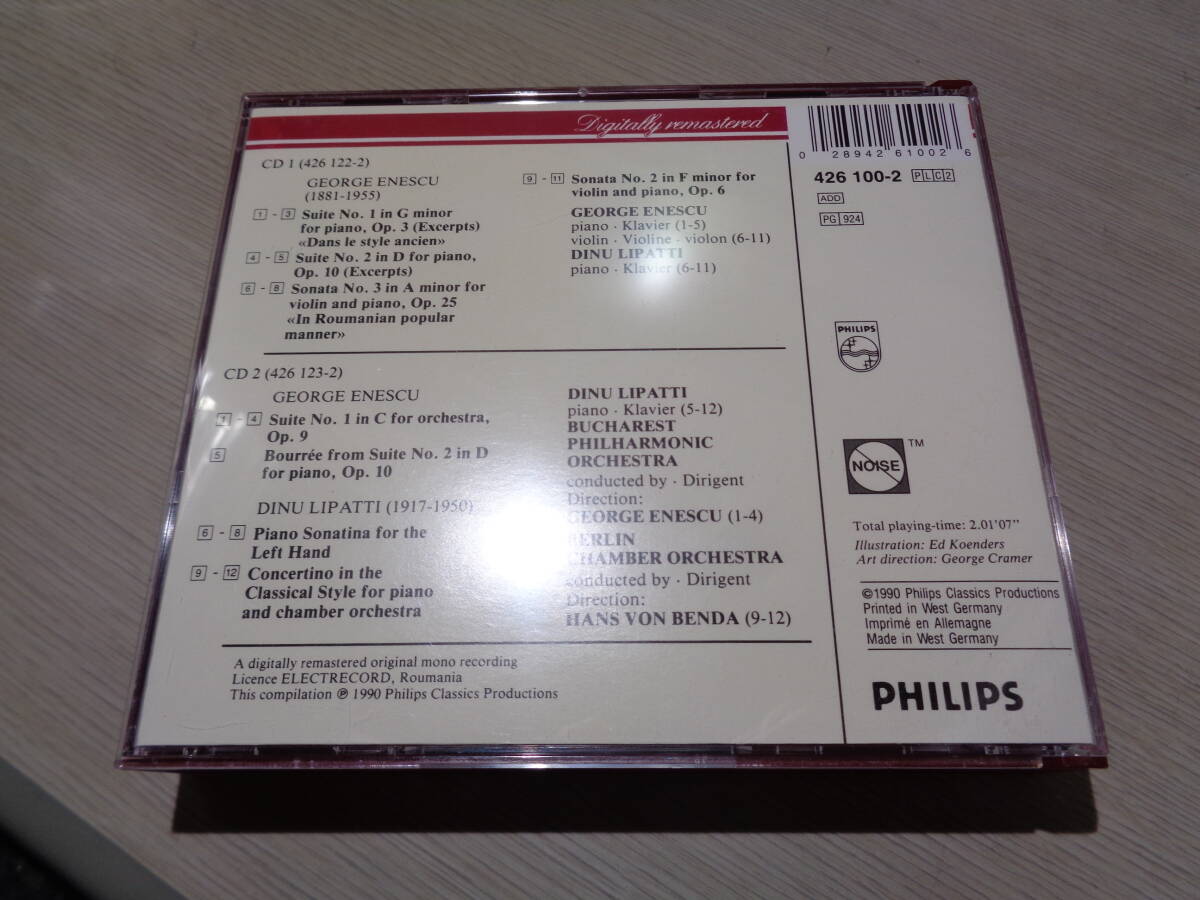 Digitally remastered
CD 1 (426 122-2)
GEORGE ENESCU
(1881-1955)
1 - 3 Suite No. 1 in G minor
for piano, Op. 3 (Excerpts)
«Dans le style ancien»
4 - 5 Suite No. 2 in D for piano,
Op. 10 (Excerpts)
6 - 8 Sonata No. 3 in A minor for
violin and piano, Op. 25
«In Roumanian popular
manner»
9 - 11 Sonata No. 2 in F minor for
violin and piano, Op. 6
GEORGE ENESCU
piano · Klavier (1-5)
violin · Violine · violon (6-11)
DINU LIPATTI
piano · Klavier (6-11)
CD 2 (426 123-2)
GEORGE ENESCU
1 - 4 Suite No. 1 in C for orchestra,
Op. 9
5 Bourrée from Suite No. 2 in D
for piano, Op. 10
DINU LIPATTI (1917-1950)
6 - 8 Piano Sonatina for the
Left Hand
9 - 12 Concertino in the
Classical Style for piano
and chamber orchestra
DINU LIPATTI
piano · Klavier (5-12)
BUCHAREST
PHILHARMONIC
ORCHESTRA
conducted by · Dirigent
Direction:
GEORGE ENESCU (1-4)
BERLIN
CHAMBER ORCHESTRA
conducted by · Dirigent
Direction:
HANS VON BENDA (9-12)
A digitally remastered original mono recording
Licence ELECTRECORD, Roumania
This compilation ℗ 1990 Philips Classics Productions
0 28942 61002 6
426 100-2 PLC2
ADD
PG 924
PHILIPS
NOISE TM
Total playing-time: 2.01'07"
Illustration: Ed Koenders
Art direction: George Cramer
©1990 Philips Classics Productions
Printed in West Germany
Imprimé en Allemagne
Made in West Germany
PHILIPS